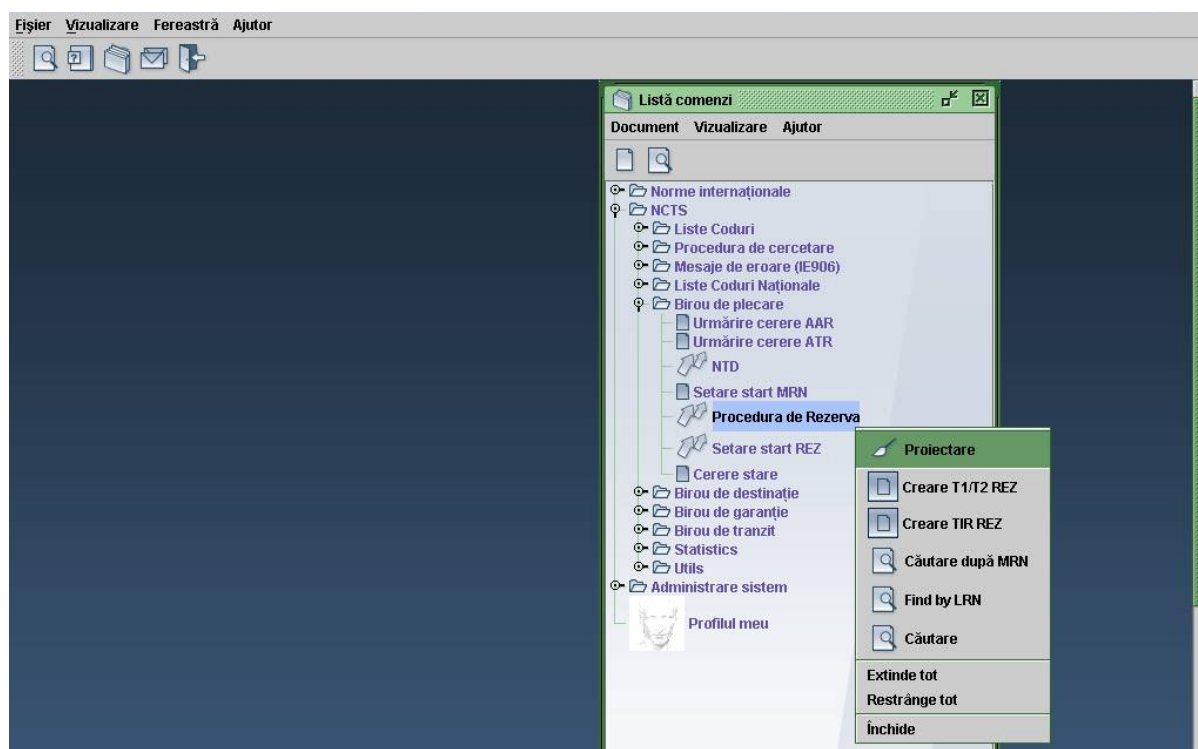 Fișier Vizualizare Fereastră Ajutor
Listă comenzi
Document Vizualizare Ajutor
Norme internaționale
NCTS
Liste Coduri
Procedura de cercetare
Mesaje de eroare (IE906)
Liste Coduri Naționale
Birou de plecare
Urmărire cerere AAR
Urmărire cerere ATR
NTD
Setare start MRN
Procedura de Rezerva
Setare start REZ
Cerere stare
Birou de destinație
Birou de garanție
Birou de tranzit
Statistics
Utils
Administrare sistem
Profilul meu
Proiectare
Creare T1/T2 REZ
Creare TIR REZ
Căutare după MRN
Find by LRN
Căutare
Extinde tot
Restrânge tot
Închide